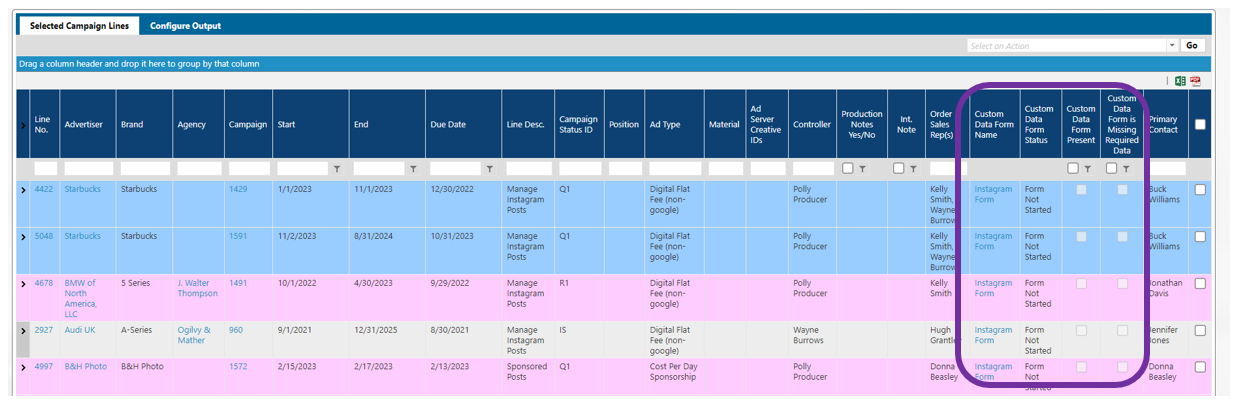 Selected Campaign Lines Configure Output
Select an Action Go
Drag a column header and drop it here to group by that column
Line No. Advertiser Brand Agency Campaign Start End Due Date Line Desc. Campaign Status ID Position Ad Type Material Ad Server Creative IDs Controller Production Notes Yes/No Int. Note Order Sales Rep(s) Custom Data Form Name Custom Data Form Status Custom Data Form Present Custom Data Form is Missing Required Data Primary Contact
4422 Starbucks Starbucks 1429 1/1/2023 11/1/2023 12/30/2022 Manage Instagram Posts Q1 Digital Flat Fee (non-google) Polly Producer Kelly Smith, Wayne Burrows Instagram Form Form Not Started Buck Williams
5048 Starbucks Starbucks 1591 11/2/2023 8/31/2024 10/31/2023 Manage Instagram Posts Q1 Digital Flat Fee (non-google) Polly Producer Kelly Smith, Wayne Burrows Instagram Form Form Not Started Buck Williams
4678 BMW of North America, LLC 5 Series J. Walter Thompson 1491 10/1/2022 4/30/2023 9/29/2022 Manage Instagram Posts R1 Digital Flat Fee (non-google) Polly Producer Kelly Smith Instagram Form Form Not Started Jonathan Davis
2927 Audi UK A-Series Ogilvy & Mather 960 9/1/2021 12/31/2025 8/30/2021 Manage Instagram Posts IS Digital Flat Fee (non-google) Wayne Burrows Hugh Grantley Instagram Form Form Not Started Jennifer Jones
4997 B&H Photo B&H Photo 1572 2/15/2023 2/17/2023 2/13/2023 Sponsored Posts Q1 Cost Per Day Sponsorship Polly Producer Donna Beasley Instagram Form Form Not Started Donna Beasley